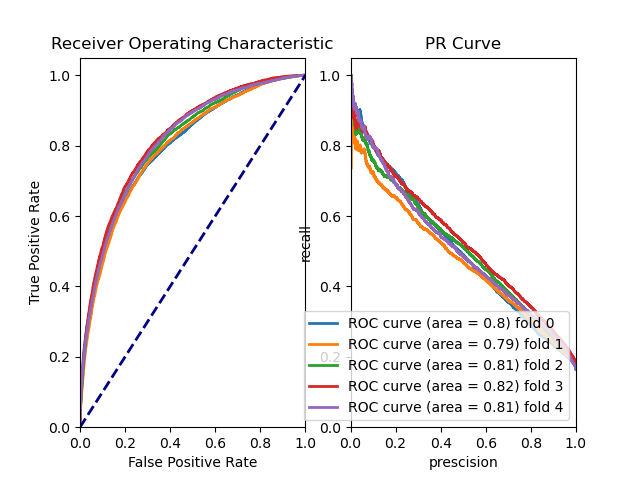 Receiver Operating Characteristic
PR Curve
True Positive Rate
1.0
0.8
0.6
0.4
0.2
0.0
0.0 0.2 0.4 0.6 0.8 1.0
False Positive Rate
recall
1.0
0.8
0.6
0.4
0.2
0.0
0.0 0.2 0.4 0.6 0.8 1.0
prescision
ROC curve (area = 0.8) fold 0
ROC curve (area = 0.79) fold 1
ROC curve (area = 0.81) fold 2
ROC curve (area = 0.82) fold 3
ROC curve (area = 0.81) fold 4